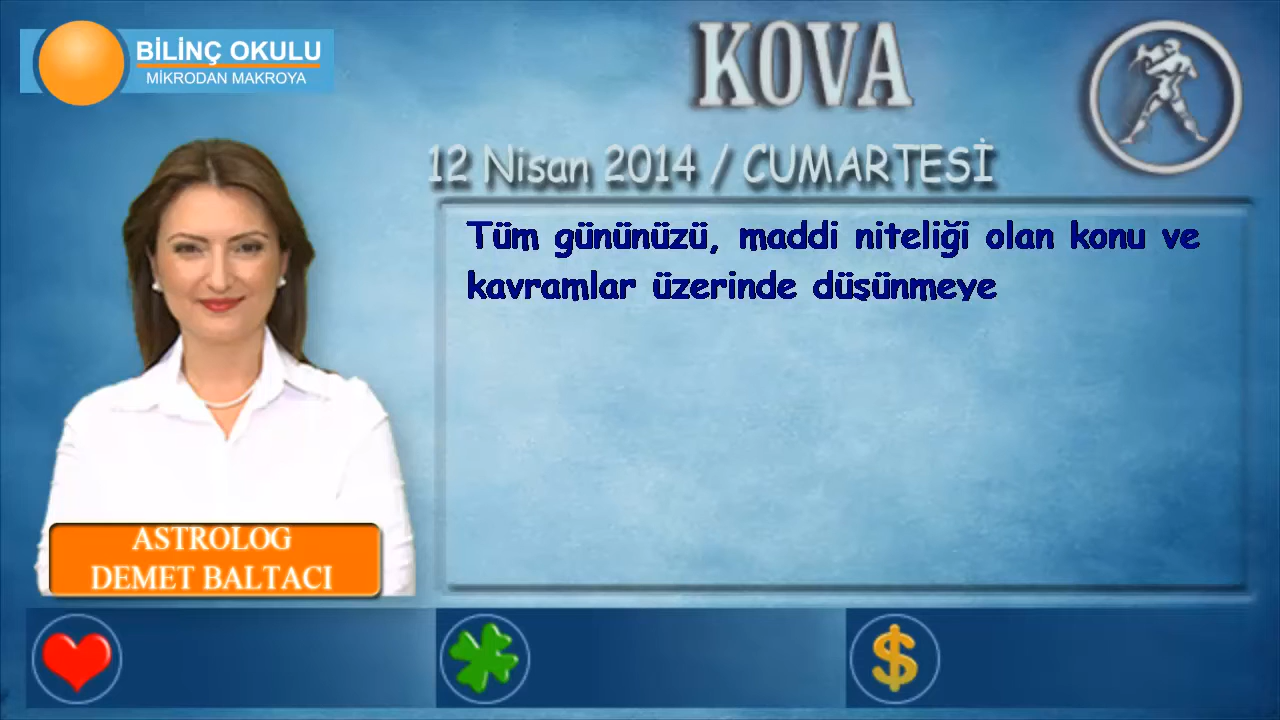 BİLİNÇ OKULU
MİKRODAN MAKROYA
KOVA
12 Nisan 2014 / CUMARTESİ
Tüm gününüzü, maddi niteliği olan konu ve
kavramlar üzerinde düşünmeye
ASTROLOG
DEMET BALTACI